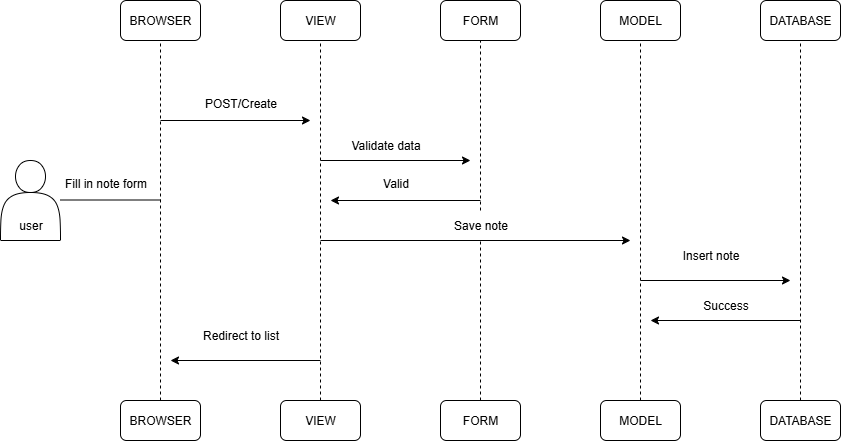 BROWSER
VIEW
FORM
MODEL
DATABASE
POST/Create
Validate data
Fill in note form
Valid
user
Save note
Insert note
Success
Redirect to list
BROWSER
VIEW
FORM
MODEL
DATABASE